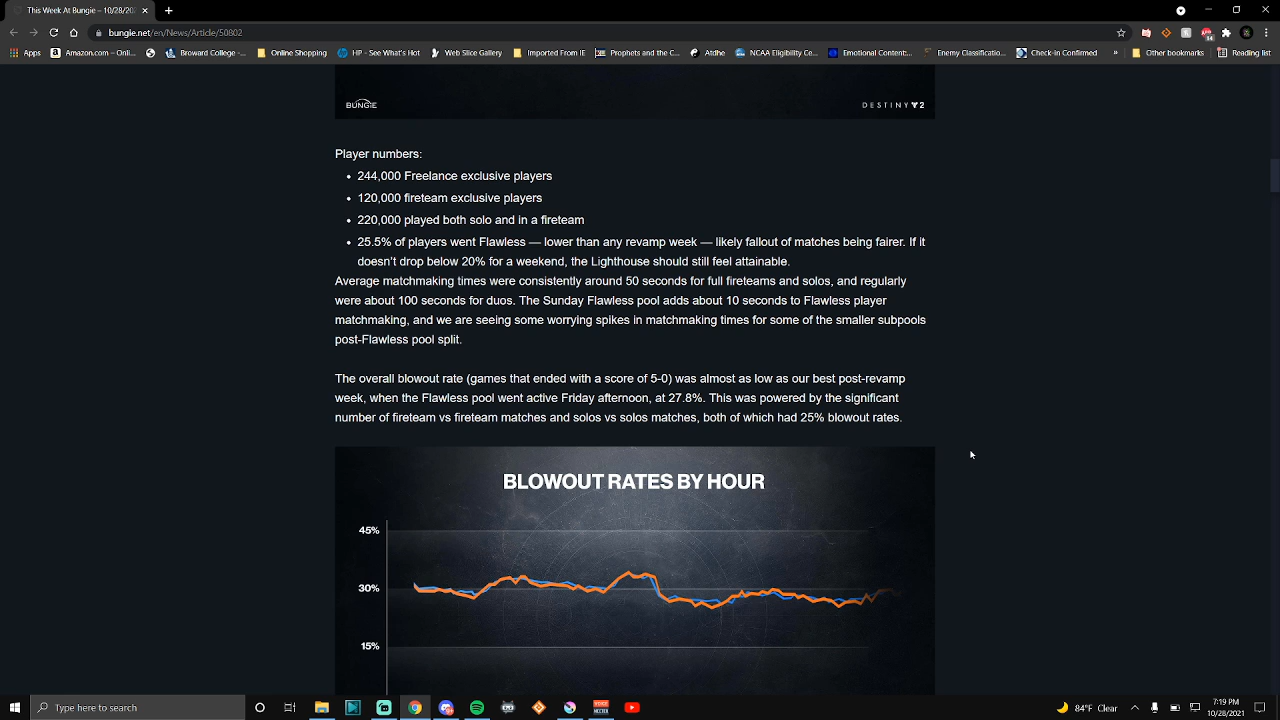 This Week At Bungie – 10/28/202
bungie.net/en/News/Article/50802
Apps
Amazon.com – Onli...
Broward College -...
Online Shopping
HP - See What's Hot
Web Slice Gallery
Imported From IE
Prophets and the C...
Jadhe
NCAA Eligibility Ce...
Emotional Content:...
Enemy Classificatio...
Check-In Confirmed
»
Other bookmarks
Reading list
BUNGIE
DESTINY 2
Player numbers:
• 244,000 Freelance exclusive players
• 120,000 fireteam exclusive players
• 220,000 played both solo and in a fireteam
• 25.5% of players went Flawless — lower than any revamp week — likely fallout of matches being fairer. If it
doesn't drop below 20% for a weekend, the Lighthouse should still feel attainable.
Average matchmaking times were consistently around 50 seconds for full fireteams and solos, and regularly
were about 100 seconds for duos. The Sunday Flawless pool adds about 10 seconds to Flawless player
matchmaking, and we are seeing some worrying spikes in matchmaking times for some of the smaller subpools
post-Flawless pool split.
The overall blowout rate (games that ended with a score of 5-0) was almost as low as our best post-revamp
week, when the Flawless pool went active Friday afternoon, at 27.8%. This was powered by the significant
number of fireteam vs fireteam matches and solos vs solos matches, both of which had 25% blowout rates.
BLOWOUT RATES BY HOUR
45%
30%
15%
Type here to search
VOICE
MEETER
84°F Clear
7:19 PM
10/28/2021